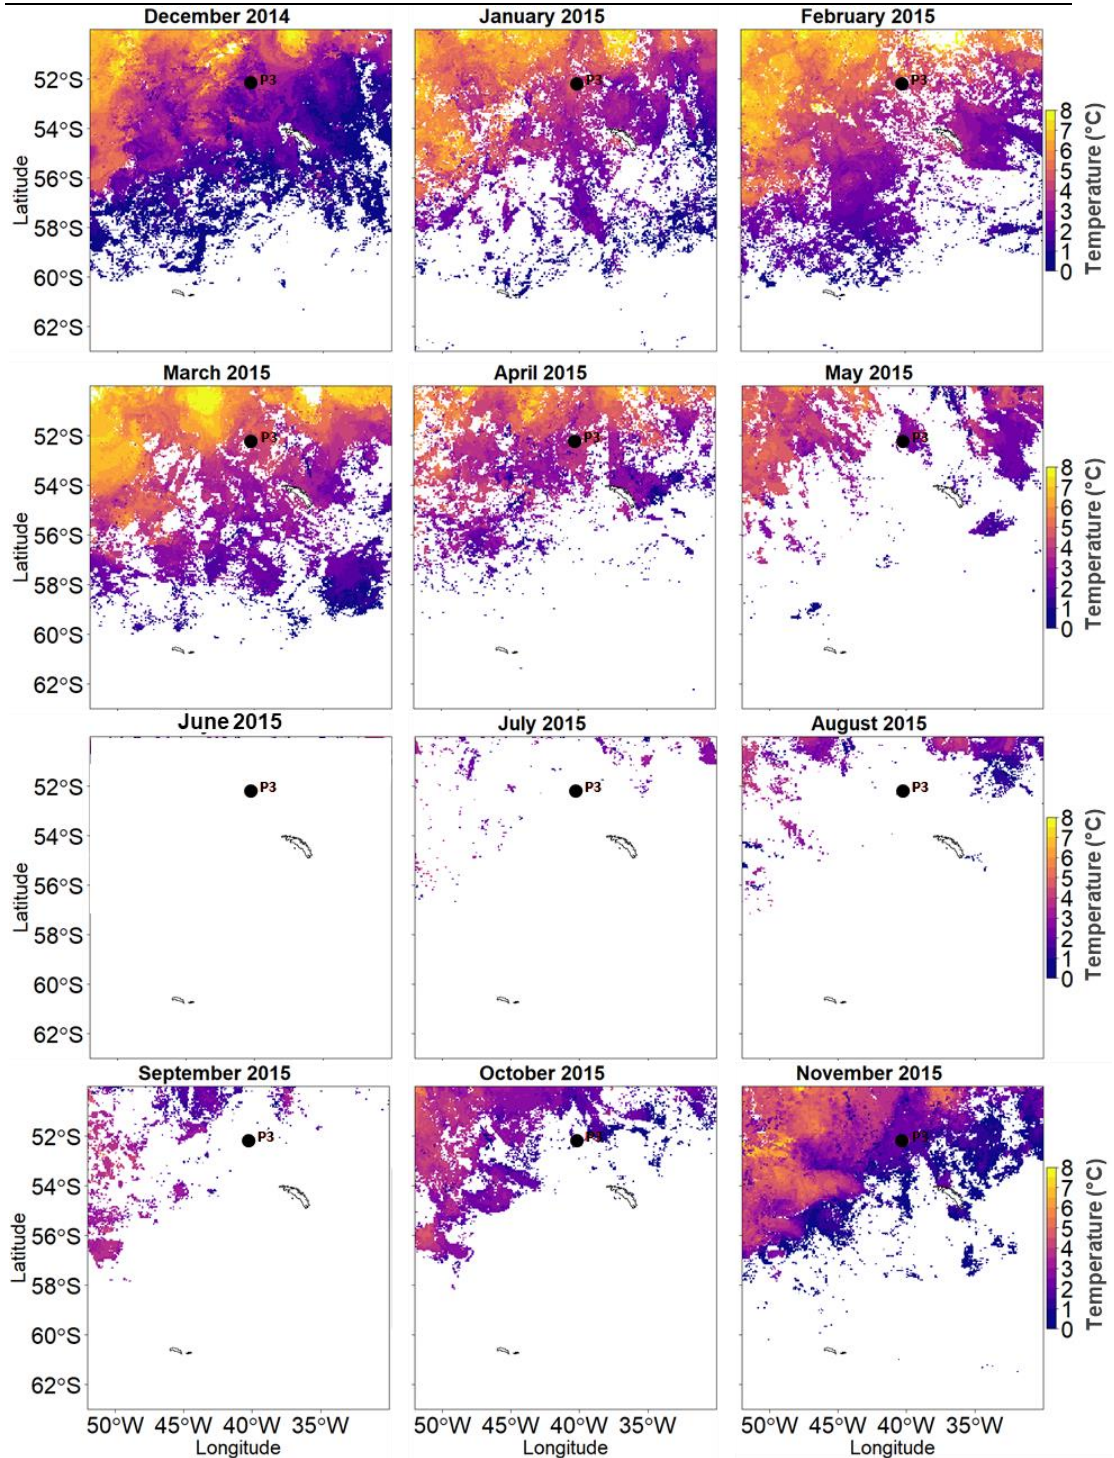 December 2014 January 2015 February 2015
52°S
54°S
56°S
58°S
60°S
62°S
Latitude
P3 P3 P3
8
7
6
5
4
3
2
1
0
Temperature (°C)
March 2015 April 2015 May 2015
52°S
54°S
56°S
58°S
60°S
62°S
Latitude
P3 P3 P3
8
7
6
5
4
3
2
1
0
Temperature (°C)
June 2015 July 2015 August 2015
52°S
54°S
56°S
58°S
60°S
62°S
Latitude
P3 P3 P3
8
7
6
5
4
3
2
1
0
Temperature (°C)
September 2015 October 2015 November 2015
52°S
54°S
56°S
58°S
60°S
62°S
Latitude
P3 P3 P3
8
7
6
5
4
3
2
1
0
Temperature (°C)
50°W 45°W 40°W 35°W 50°W 45°W 40°W 35°W 50°W 45°W 40°W 35°W
Longitude Longitude Longitude